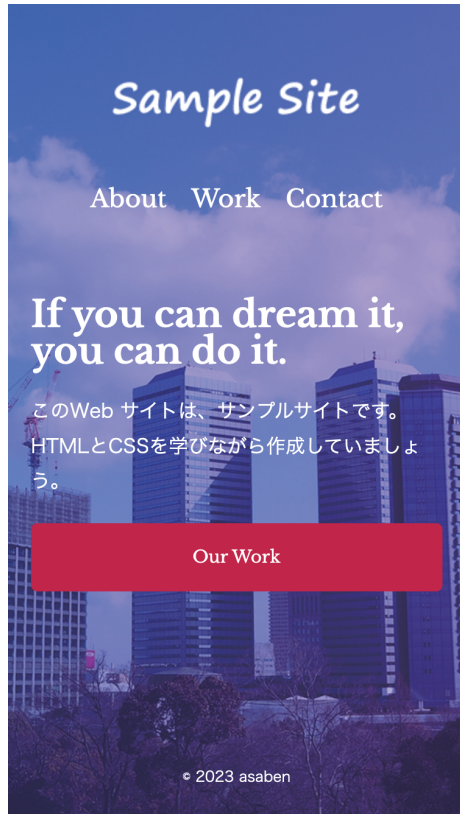 Sample Site
About Work Contact
If you can dream it,
you can do it.
このWeb サイトは、サンプルサイトです。
HTMLとCSSを学びながら作成していましょ
う。
Our Work
© 2023 asaben